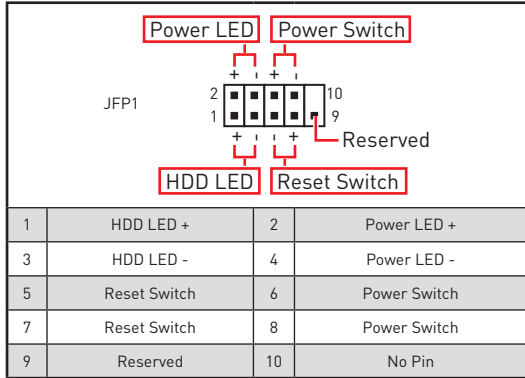 Power LED Power Switch
+ - + -
JFP1
2 10
1 9
+ - - +
Reserved
HDD LED Reset Switch
1 HDD LED + 2 Power LED +
3 HDD LED - 4 Power LED -
5 Reset Switch 6 Power Switch
7 Reset Switch 8 Power Switch
9 Reserved 10 No Pin